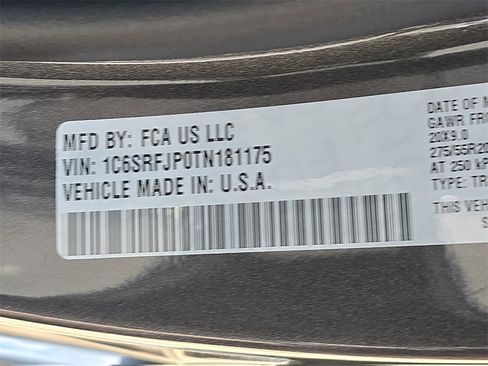 MFD BY: FCA US LLC
VIN: 1C6SRFJP0TN181175
VEHICLE MADE IN: U.S.A.
DATE OF M
GAWR FRO
20X9.0
275/55R20
AT 250 kP
TYPE: TR
THIS VEH
S